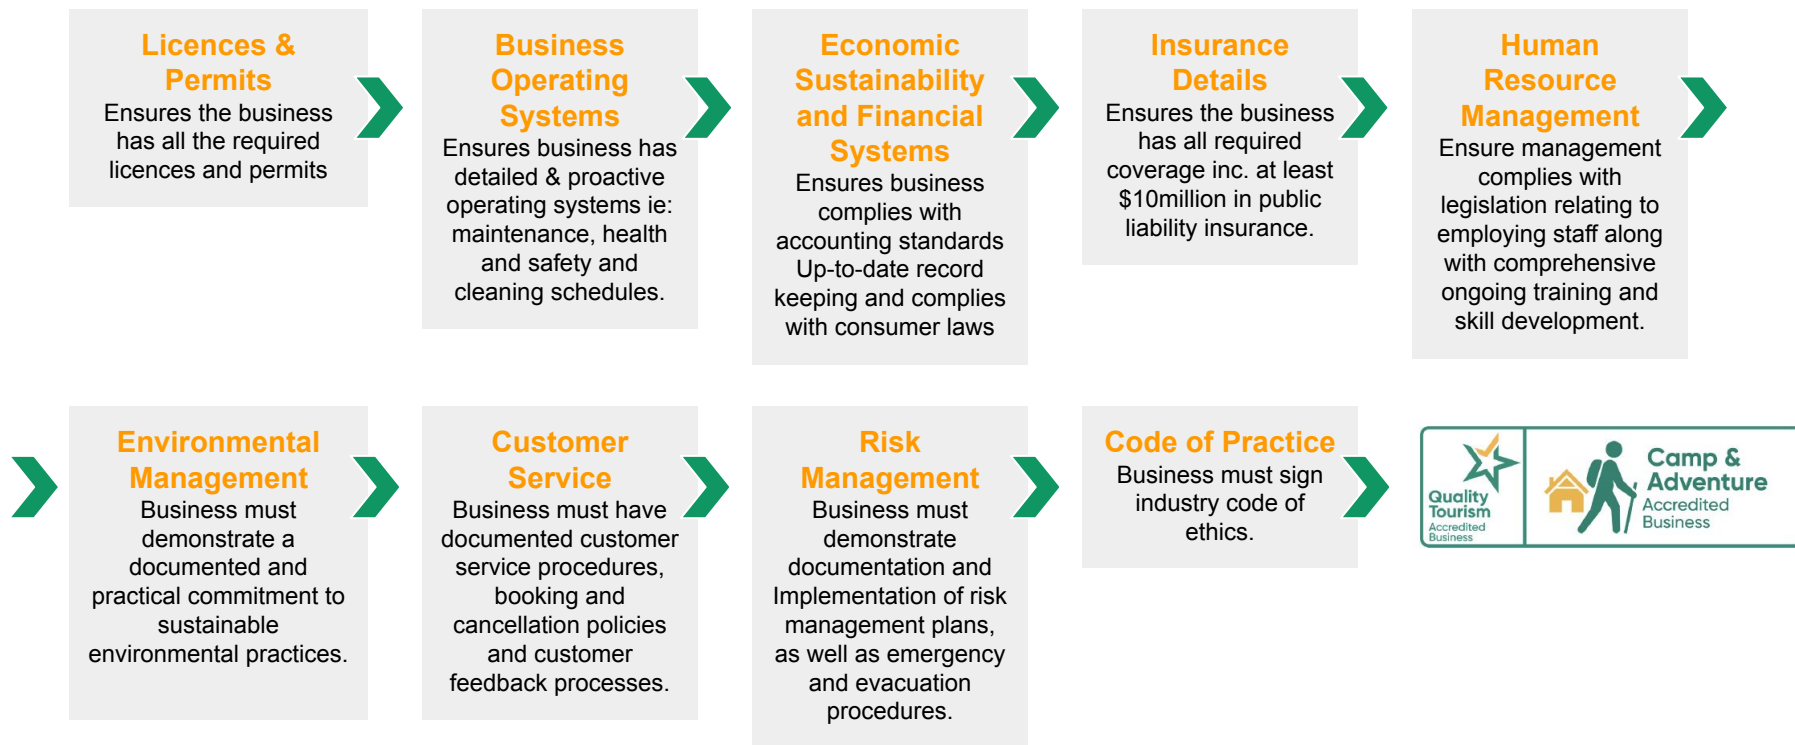 Licences &
Permits
Ensures the business
has all the required
licences and permits
Business
Operating
Systems
Ensures business has
detailed & proactive
operating systems ie:
maintenance, health
and safety and
cleaning schedules.
Economic
Sustainability
and Financial
Systems
Ensures business
complies with
accounting standards
Up-to-date record
keeping and complies
with consumer laws
Insurance
Details
Ensures the business
has all required
coverage inc. at least
$10million in public
liability insurance.
Human
Resource
Management
Ensure management
complies with
legislation relating to
employing staff along
with comprehensive
ongoing training and
skill development.
Environmental
Management
Business must
demonstrate a
documented and
practical commitment to
sustainable
environmental practices.
Customer
Service
Business must have
documented customer
service procedures,
booking and
cancellation policies
and customer
feedback processes.
Risk
Management
Business must
demonstrate
documentation and
Implementation of risk
management plans,
as well as emergency
and evacuation
procedures.
Code of Practice
Business must sign
industry code of
ethics.
Quality
Tourism
Accredited
Business
Camp &
Adventure
Accredited
Business